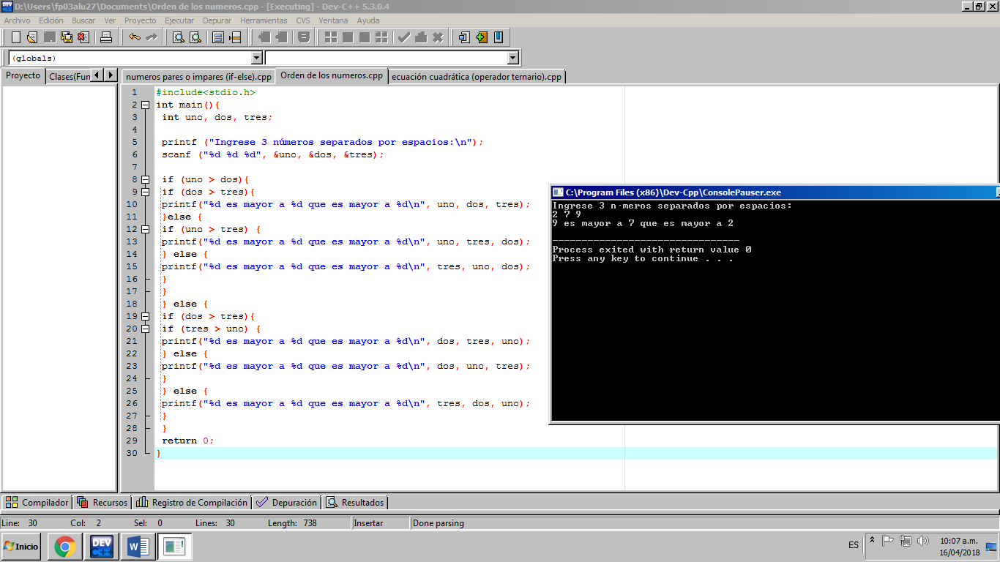 D:\Users\fp03alu27\Documents\Orden de los numeros.cpp - [Executing] - Dev-C++ 5.3.0.4
Archivo Edición Buscar Ver Proyecto Ejecutar Depurar Herramientas CVS Ventana Ayuda
(globals)
Proyecto Clases(Fun numeros pares o impares (if-else).cpp Orden de los numeros.cpp ecuación cuadrática (operador ternario).cpp
1 #include<stdio.h>
2 int main(){
3 int uno, dos, tres;
4
5 printf ("Ingrese 3 números separados por espacios:\n");
6 scanf ("%d %d %d", &uno, &dos, &tres);
7
8 if (uno > dos){
9 if (dos > tres){
10 printf("%d es mayor a %d que es mayor a %d\n", uno, dos, tres);
11 }else {
12 if (uno > tres) {
13 printf("%d es mayor a %d que es mayor a %d\n", uno, tres, dos);
14 } else {
15 printf("%d es mayor a %d que es mayor a %d\n", tres, uno, dos);
16 }
17 }
18 } else {
19 if (dos > tres){
20 if (tres > uno) {
21 printf("%d es mayor a %d que es mayor a %d\n", dos, tres, uno);
22 } else {
23 printf("%d es mayor a %d que es mayor a %d\n", dos, uno, tres);
24 }
25 } else {
26 printf("%d es mayor a %d que es mayor a %d\n", tres, dos, uno);
27 }
28 }
29 return 0;
30 }
C:\Program Files (x86)\Dev-Cpp\ConsolePauser.exe
Ingrese 3 n·meros separados por espacios:
2 7 9
9 es mayor a 7 que es mayor a 2
--------------------------------
Process exited with return value 0
Press any key to continue . . .
Compilador Recursos Registro de Compilación Depuración Resultados
Line: 30 Col: 2 Sel: 0 Lines: 30 Length: 738 Insertar Done parsing
Inicio DEV C++ W ES 10:07 a.m.
16/04/2018